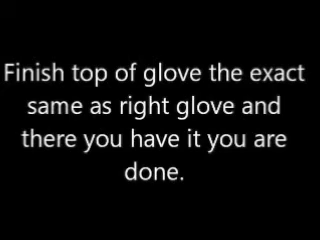 Finish top of glove the exact
same as right glove and
there you have it you are
done.